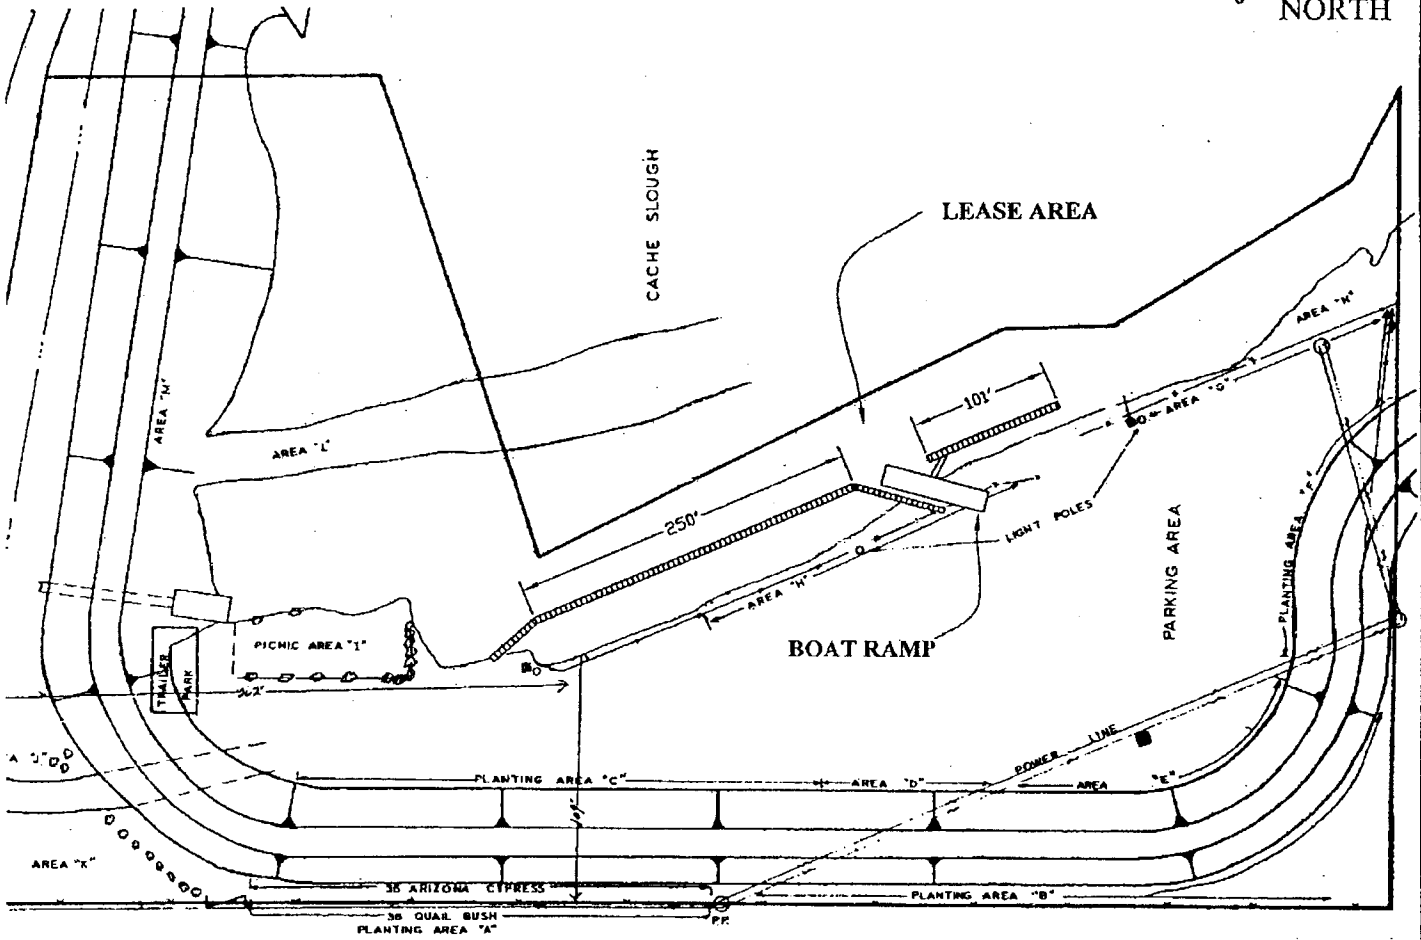 NORTH
CACHE SLOUGH
LEASE AREA
AREA "N"
101'
AREA "G"
AREA "M"
AREA "L"
250'
LIGHT POLES
PARKING AREA
PLANTING AREA "F"
AREA "H"
PICNIC AREA "I"
BOAT RAMP
TRAILER PARK
POWER LINE
PLANTING AREA "C"
AREA "D"
AREA "E"
AREA "K"
36 ARIZONA CYPRESS
PLANTING AREA "B"
36 QUAIL BUSH
P.P.
PLANTING AREA "A"